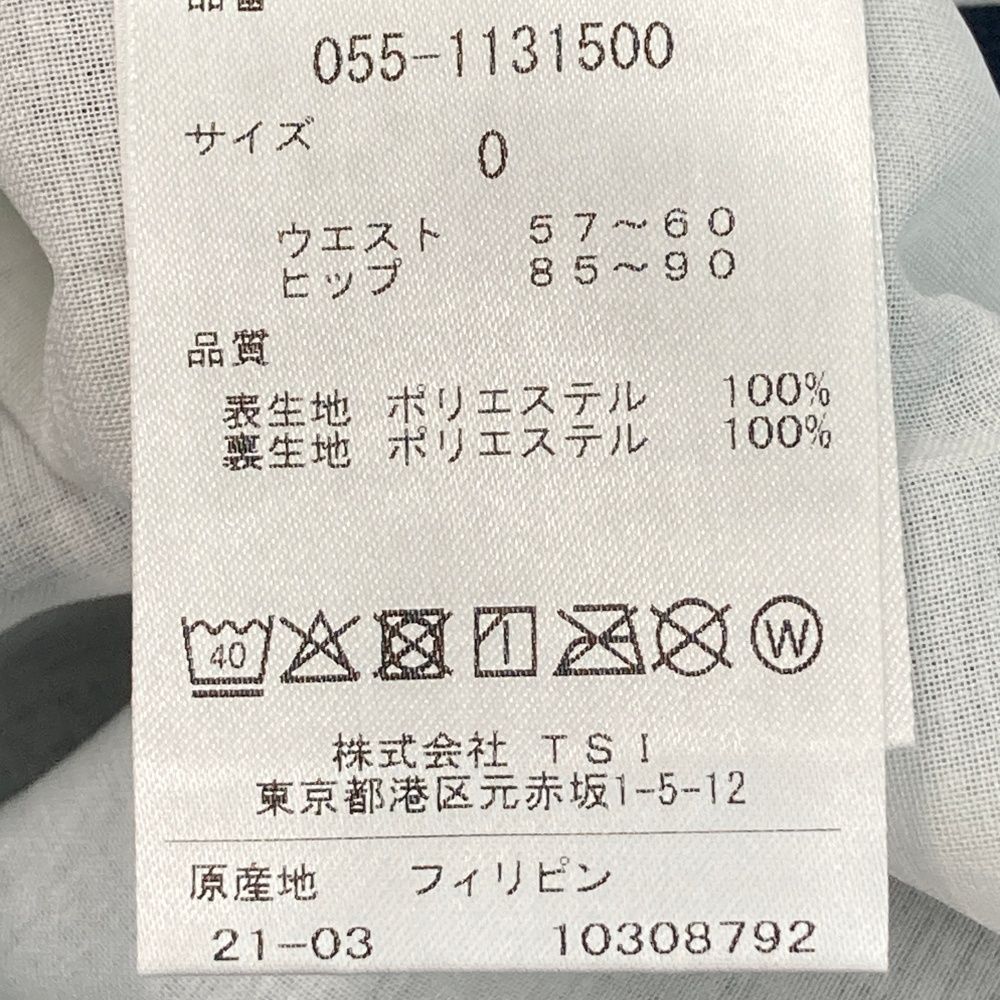 品番
055-1131500
サイズ 0
ウエスト 57〜60
ヒップ 85〜90
品質
表生地 ポリエステル 100%
裏生地 ポリエステル 100%
40 W
株式会社 TSI
東京都港区元赤坂1-5-12
原産地 フィリピン
21-03 10308792